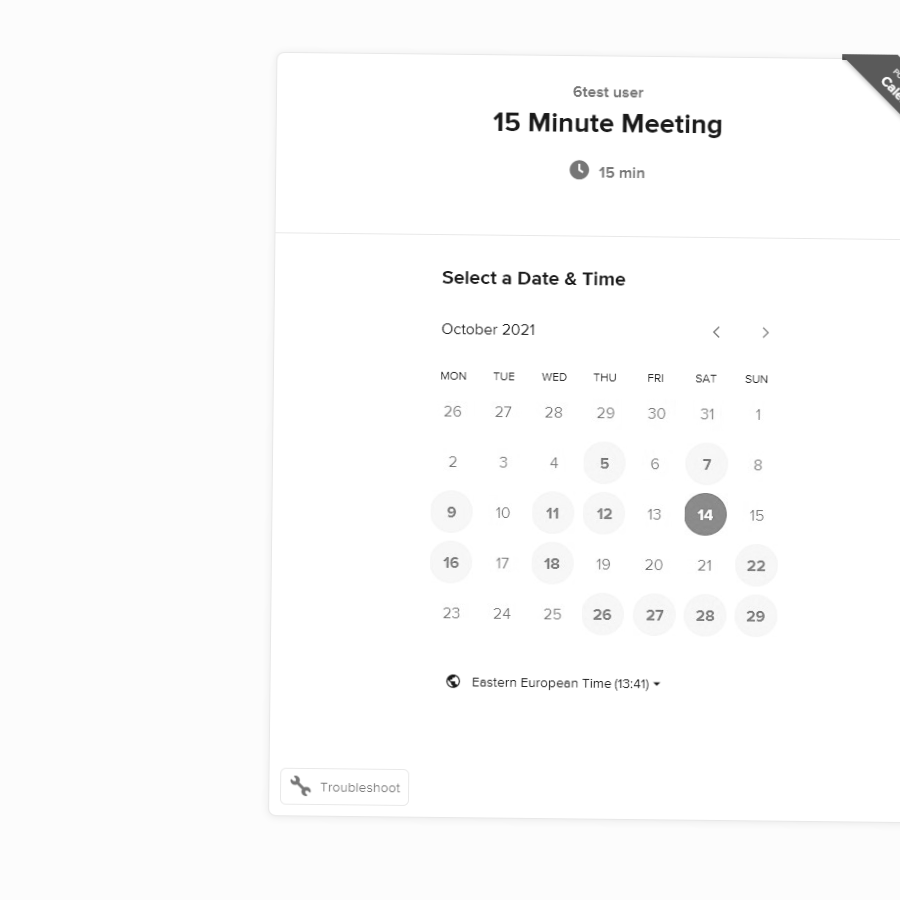 6test user
15 Minute Meeting
15 min
Select a Date & Time
October 2021
MON TUE WED THU FRI SAT SUN
26 27 28 29 30 31 1
2 3 4 5 6 7 8
9 10 11 12 13 14 15
16 17 18 19 20 21 22
23 24 25 26 27 28 29
Eastern European Time (13:41)
Troubleshoot